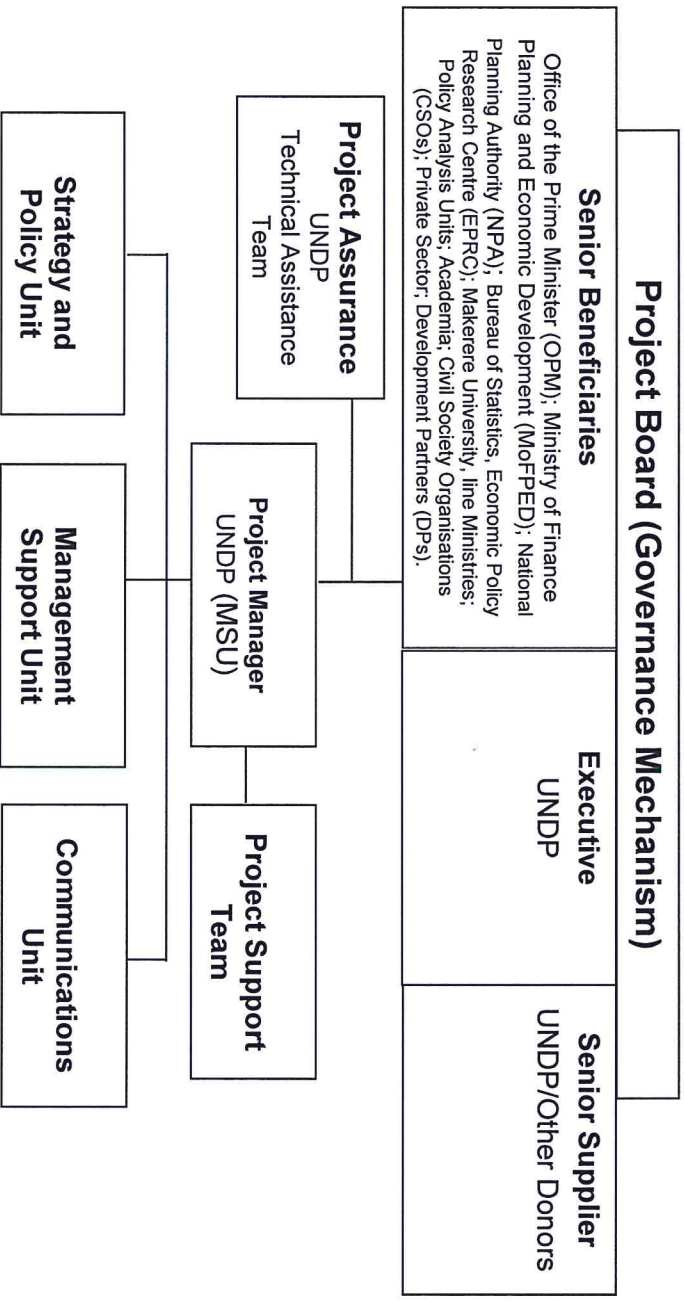 Project Board (Governance Mechanism)
Senior Beneficiaries
Office of the Prime Minister (OPM); Ministry of Finance
Planning and Economic Development (MoFPED); National
Planning Authority (NPA); Bureau of Statistics, Economic Policy
Research Centre (EPRC); Makerere University, line Ministries;
Policy Analysis Units; Academia; Civil Society Organisations
(CSOs); Private Sector; Development Partners (DPs).
Executive
UNDP
Senior Supplier
UNDP/Other Donors
Project Assurance
UNDP
Technical Assistance
Team
Project Manager
UNDP (MSU)
Project Support
Team
Strategy and
Policy Unit
Management
Support Unit
Communications
Unit